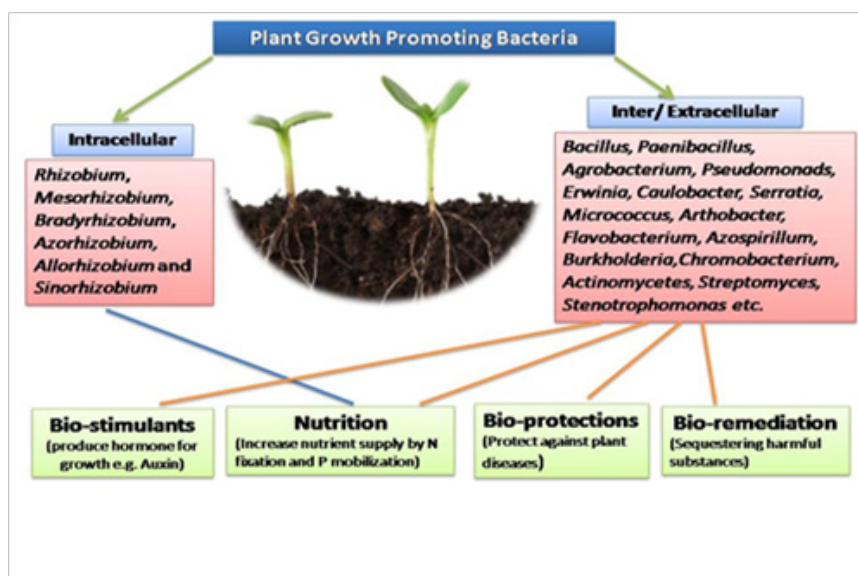 Plant Growth Promoting Bacteria
Intracellular
Rhizobium,
Mesorhizobium,
Bradyrhizobium,
Azorhizobium,
Allorhizobium and
Sinorhizobium
Inter/ Extracellular
Bacillus, Paenibacillus,
Agrobacterium, Pseudomonads,
Erwinia, Caulobacter, Serratia,
Micrococcus, Arthobacter,
Flavobacterium, Azospirillum,
Burkholderia,Chromobacterium,
Actinomycetes, Streptomyces,
Stenotrophomonas etc.
Bio-stimulants
(produce hormone for
growth e.g. Auxin)
Nutrition
(Increase nutrient supply by N
fixation and P mobilization)
Bio-protections
(Protect against plant
diseases)
Bio-remediation
(Sequestering harmful
substances)